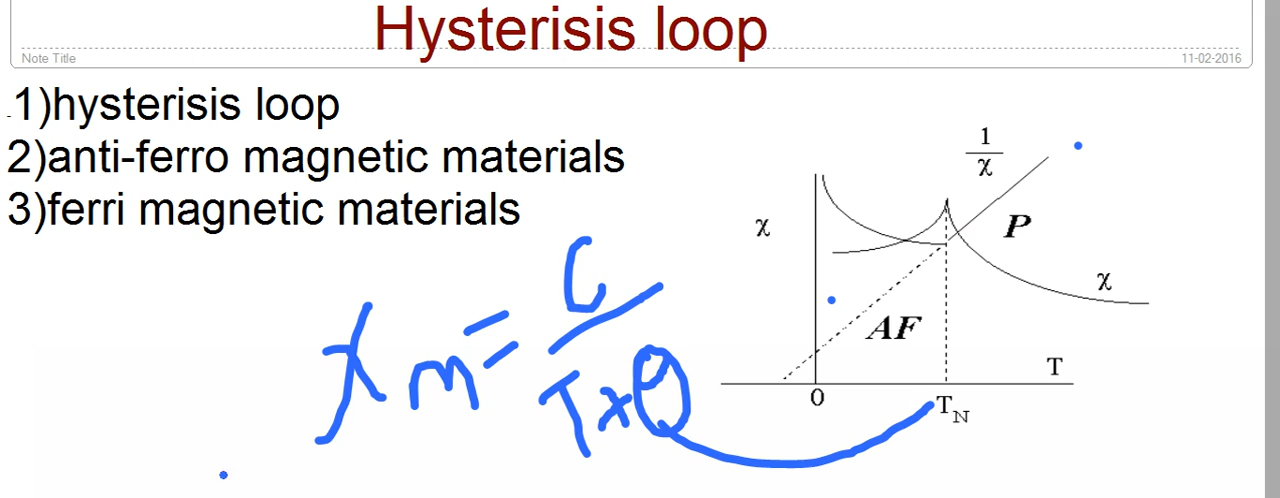 Hysterisis loop
Note Title
11-02-2016
1)hysterisis loop
2)anti-ferro magnetic materials
3)ferri magnetic materials
1/χ
χ
P
χ
AF
T
0
T_N
χ m = C / T + θ